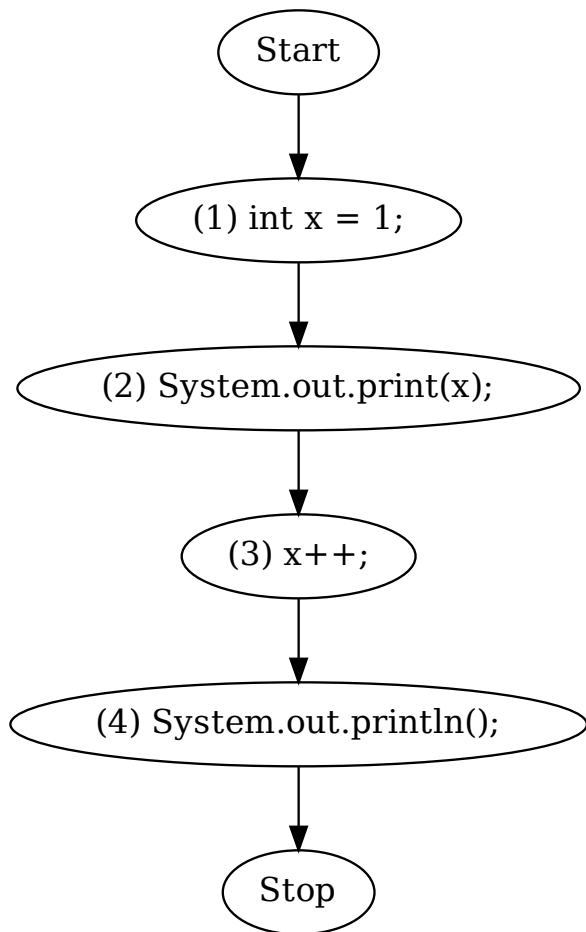 Start
(1) int x = 1;
(2) System.out.print(x);
(3) x++;
(4) System.out.println();
Stop